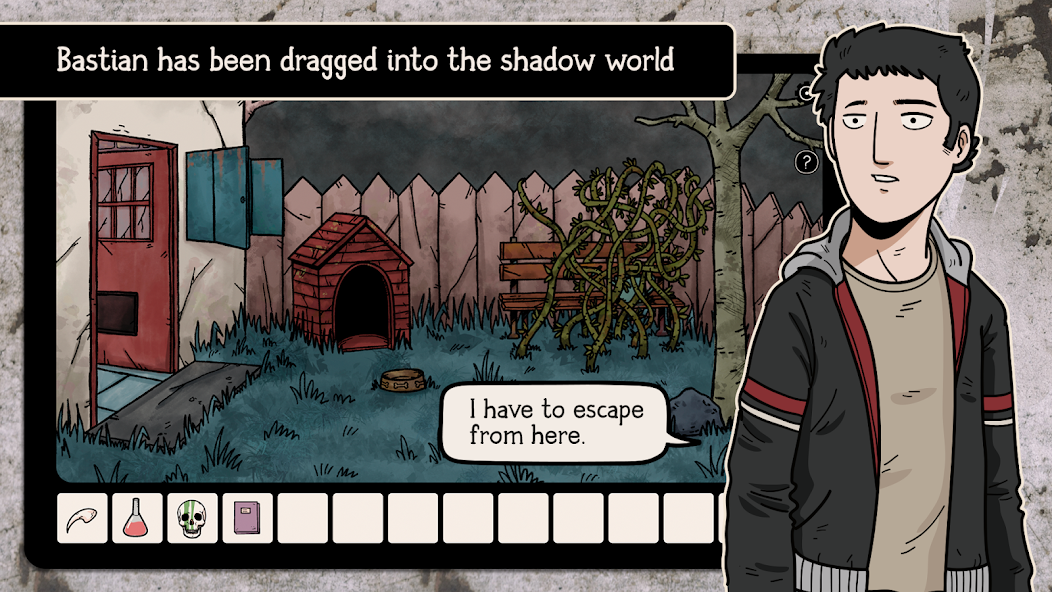 Bastian has been dragged into the shadow world
?
I have to escape
from here.